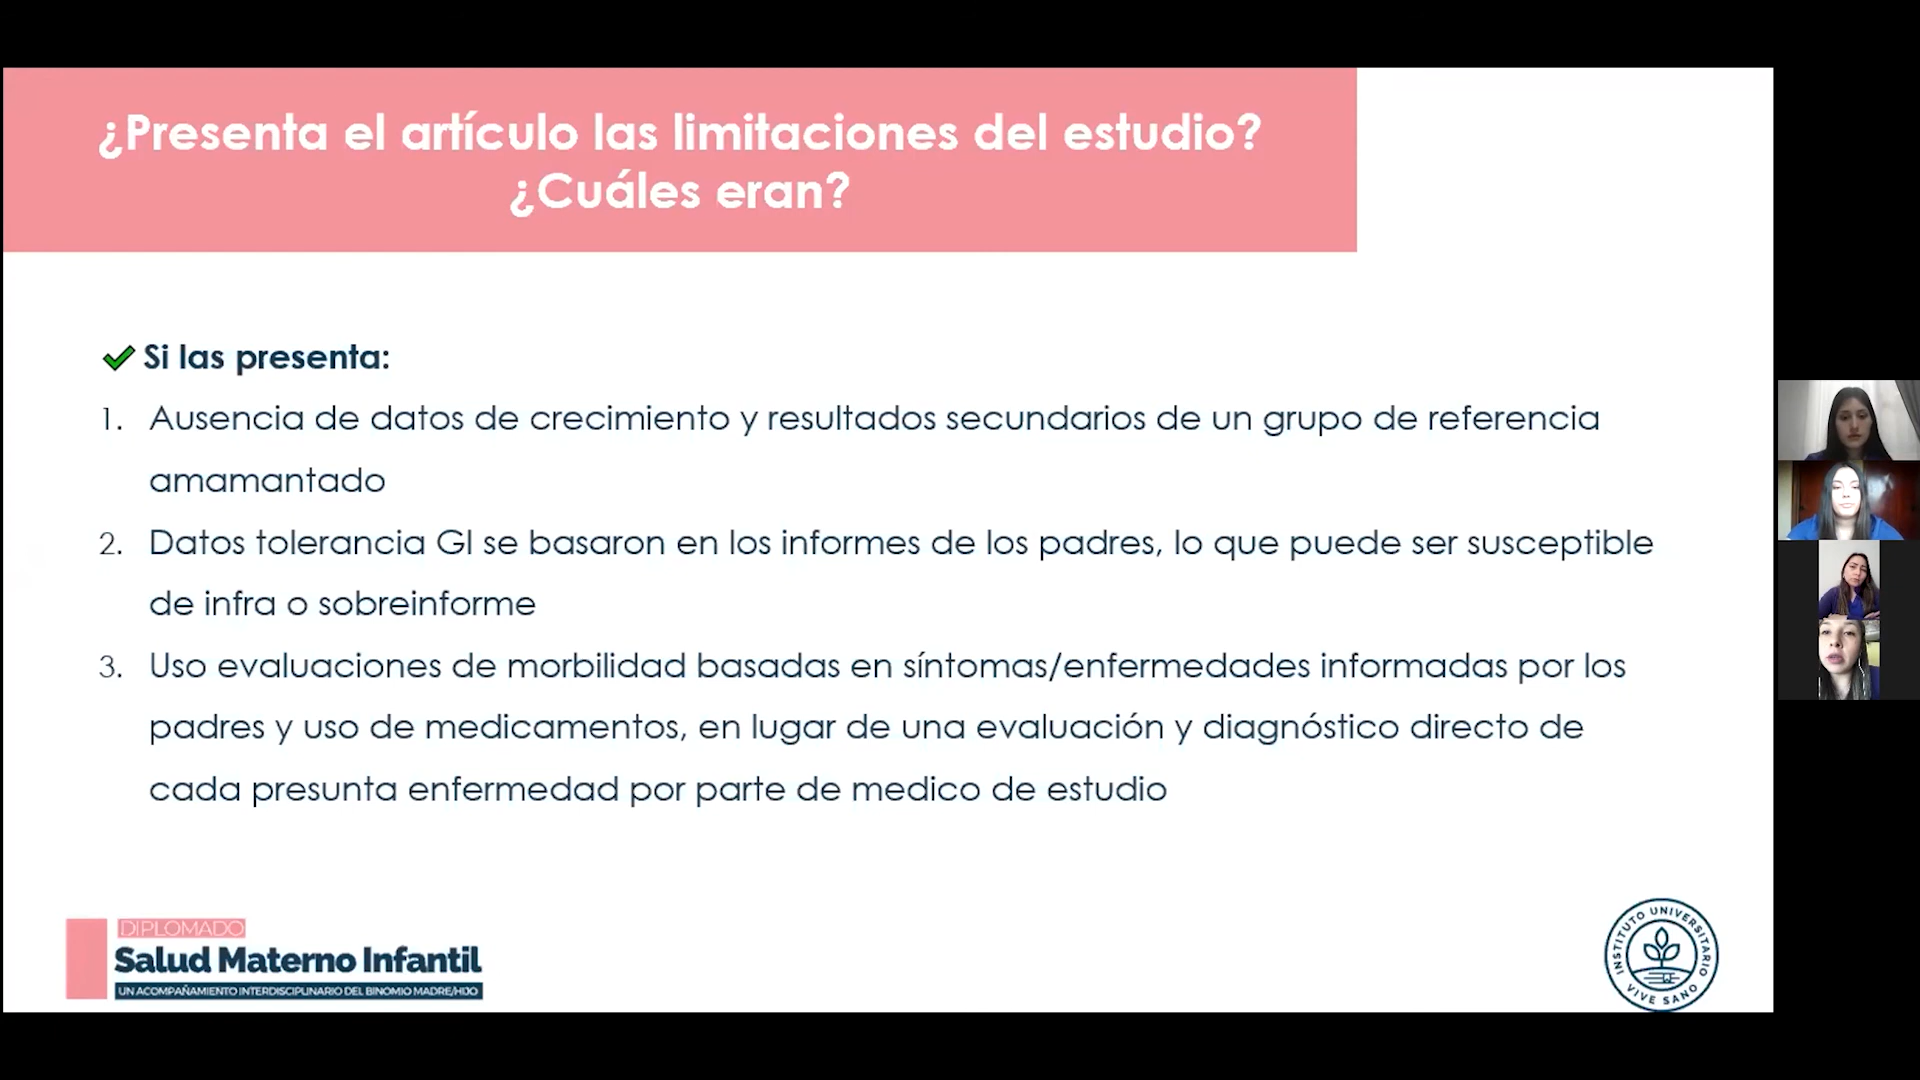 ¿Presenta el artículo las limitaciones del estudio?
¿Cuáles eran?
Si las presenta:
1. Ausencia de datos de crecimiento y resultados secundarios de un grupo de referencia
amamantado
2. Datos tolerancia GI se basaron en los informes de los padres, lo que puede ser susceptible
de infra o sobreinforme
3. Uso evaluaciones de morbilidad basadas en síntomas/enfermedades informadas por los
padres y uso de medicamentos, en lugar de una evaluación y diagnóstico directo de
cada presunta enfermedad por parte de medico de estudio
DIPLOMADO
Salud Materno Infantil
UN ACOMPAÑAMIENTO INTERDISCIPLINARIO DEL BINOMIO MADRE/HIJO
INSTITUTO UNIVERSITARIO
VIVE SANO